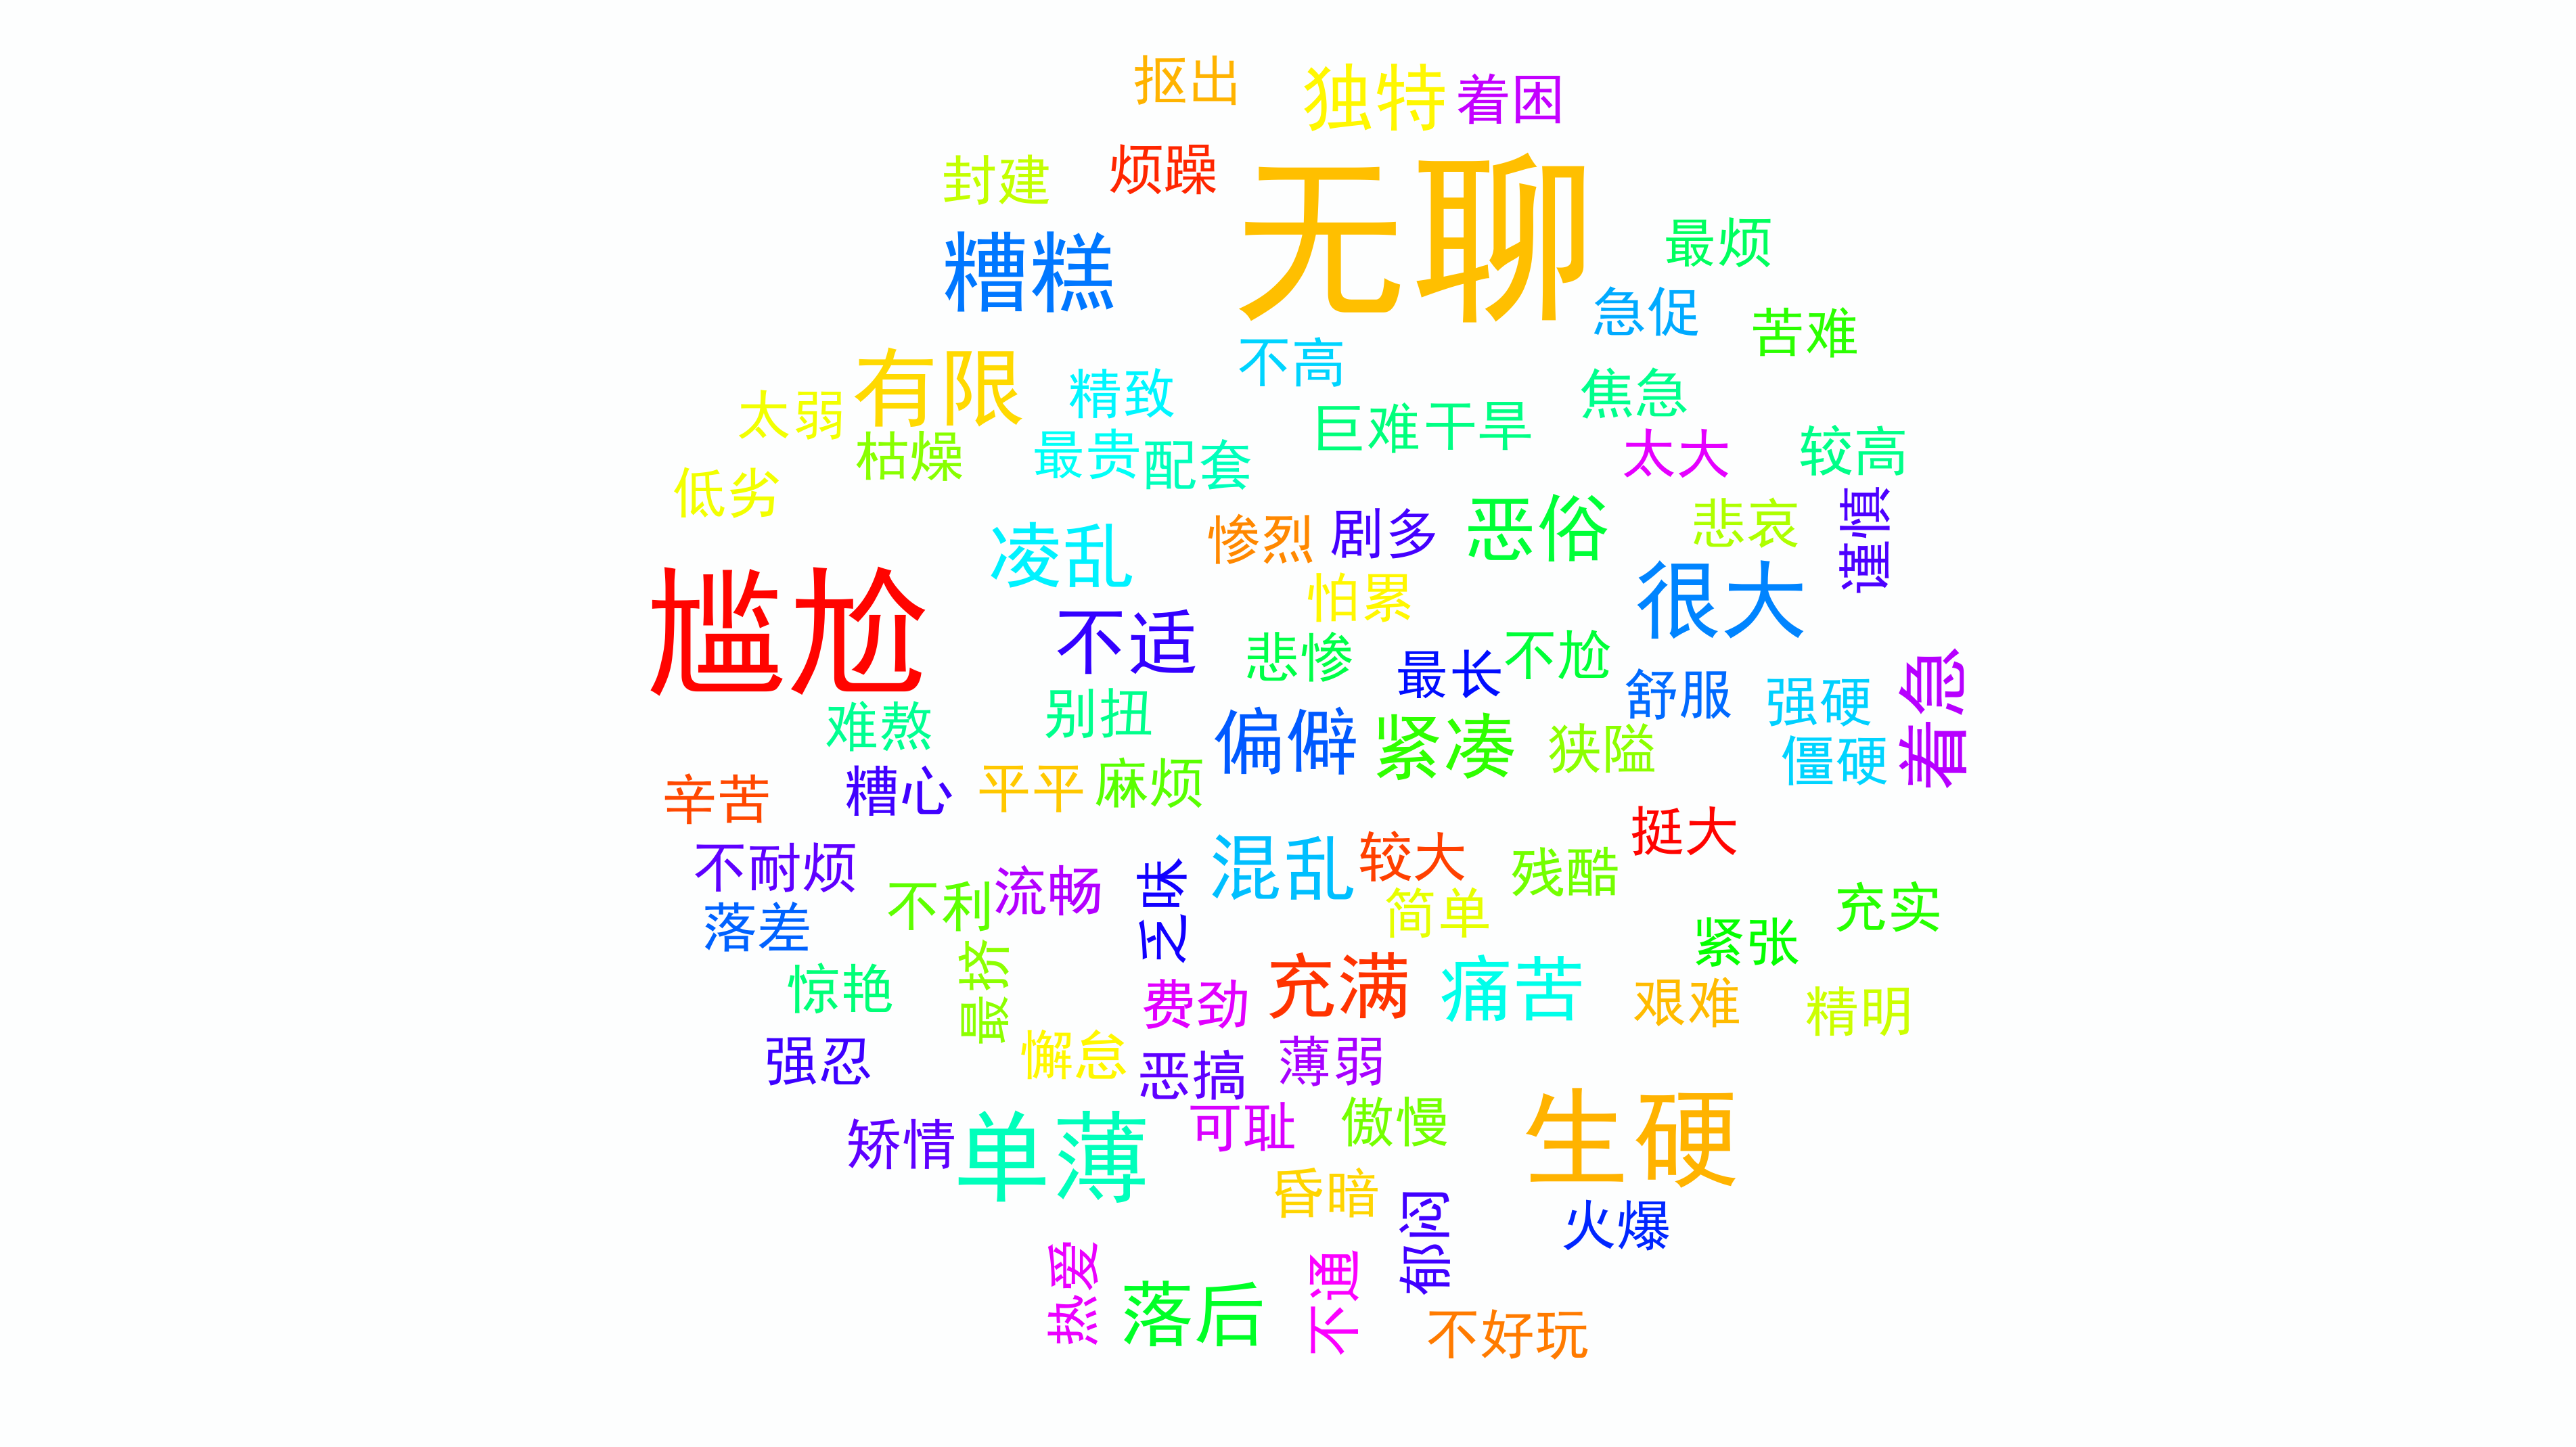 抠出
独特
着困
封建
烦躁
无聊
糟糕
最烦
急促
苦难
不高
有限
精致
太弱
焦急
巨难
干旱
枯燥
最贵
配套
太大
较高
低劣
恶俗
悲哀
谨慎
凌乱
惨烈
剧多
尴尬
怕累
很大
不适
悲惨
最长
不尬
舒服
强硬
着急
难熬
别扭
偏僻
紧凑
狭隘
僵硬
辛苦
糟心
平平
麻烦
挺大
不耐烦
混乱
较大
残酷
不利
流畅
乏味
简单
充实
落差
紧张
惊艳
最挤
费劲
充满
痛苦
艰难
精明
强忍
懈怠
恶搞
薄弱
矫情
单薄
可耻
傲慢
生硬
昏暗
郁闷
火爆
热爱
落后
不通
不好玩